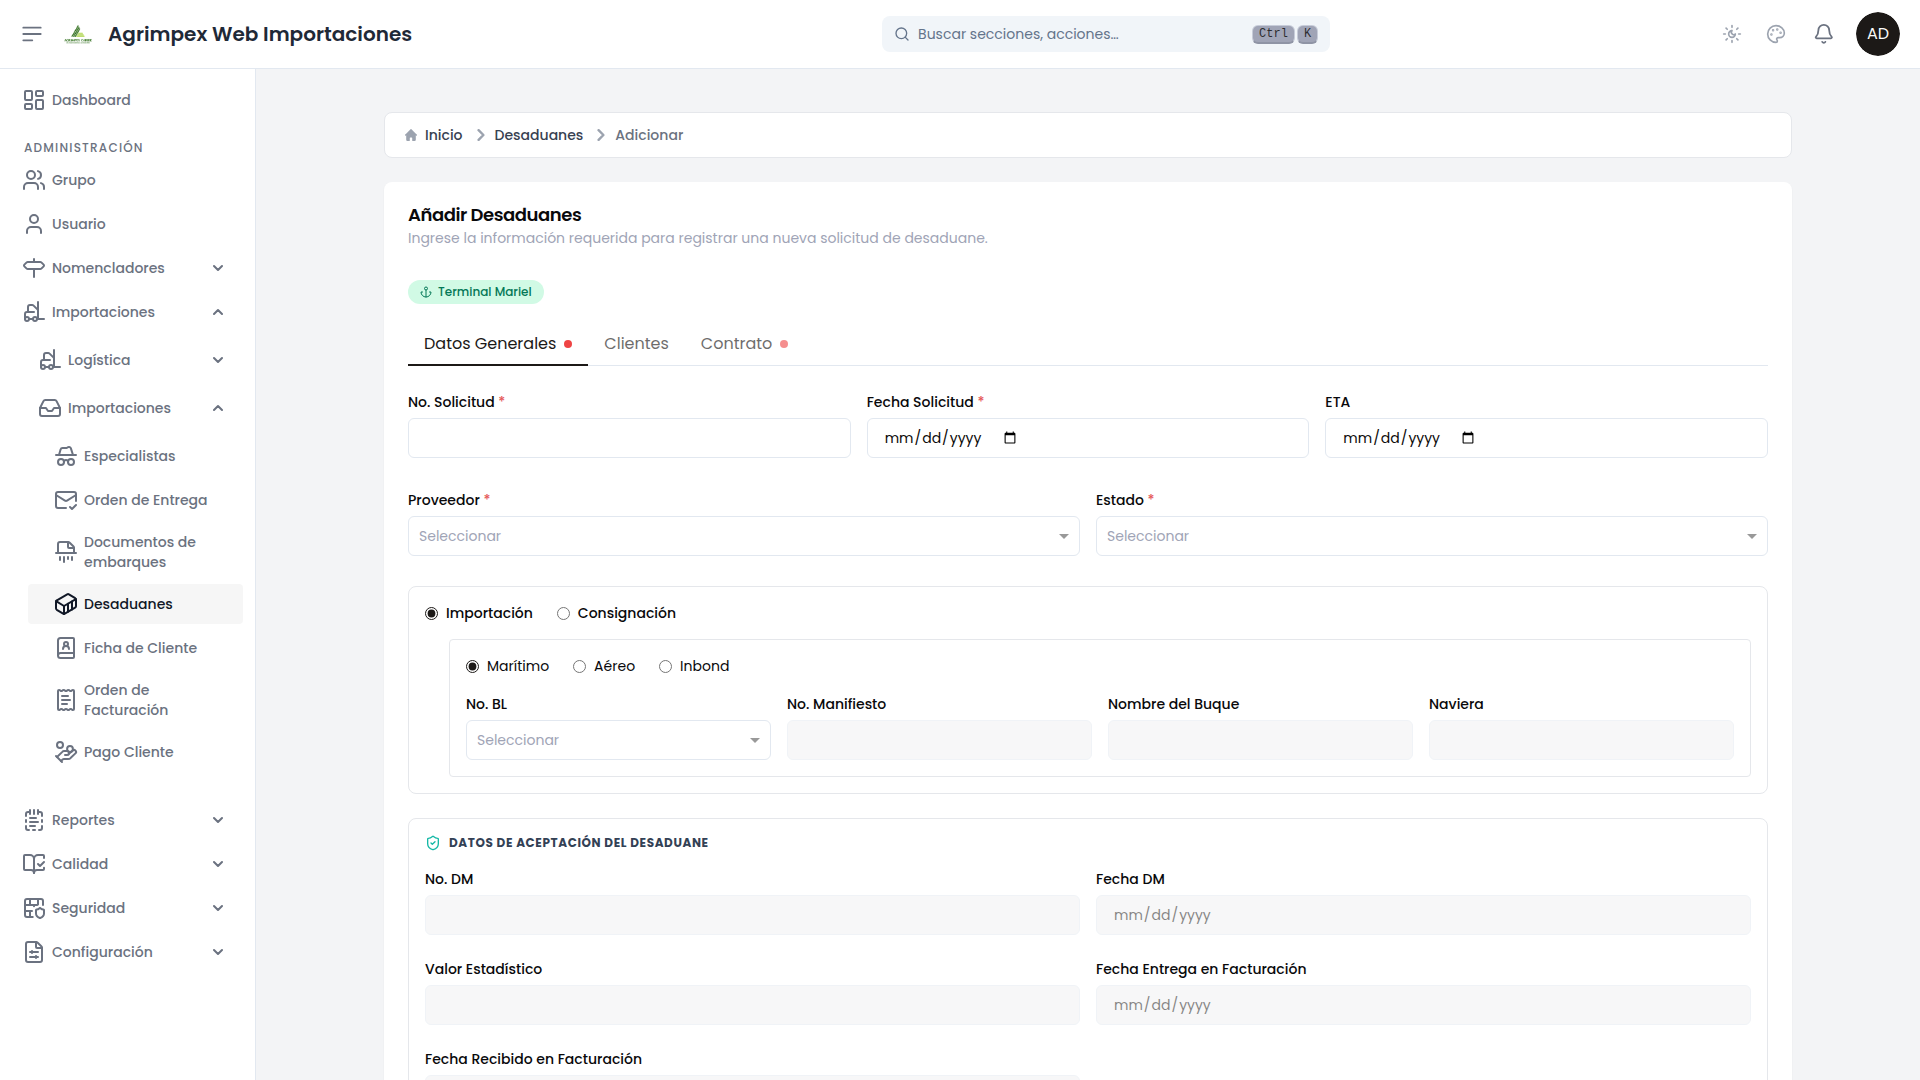 Agrimpex Web Importaciones
Buscar secciones, acciones...
Ctrl K
AD
Dashboard
ADMINISTRACIÓN
Grupo
Usuario
Nomencladores
Importaciones
Logística
Importaciones
Especialistas
Orden de Entrega
Documentos de
embarques
Desaduanes
Ficha de Cliente
Orden de
Facturación
Pago Cliente
Reportes
Calidad
Seguridad
Configuración
Inicio Desaduanes Adicionar
Añadir Desaduanes
Ingrese la información requerida para registrar una nueva solicitud de desaduane.
Terminal Mariel
Datos Generales Clientes Contrato
No. Solicitud * Fecha Solicitud * ETA
mm/dd/yyyy mm/dd/yyyy
Proveedor * Estado *
Seleccionar Seleccionar
Importación Consignación
Marítimo Aéreo Inbond
No. BL No. Manifiesto Nombre del Buque Naviera
Seleccionar
DATOS DE ACEPTACIÓN DEL DESADUANE
No. DM Fecha DM
mm/dd/yyyy
Valor Estadístico Fecha Entrega en Facturación
mm/dd/yyyy
Fecha Recibido en Facturación